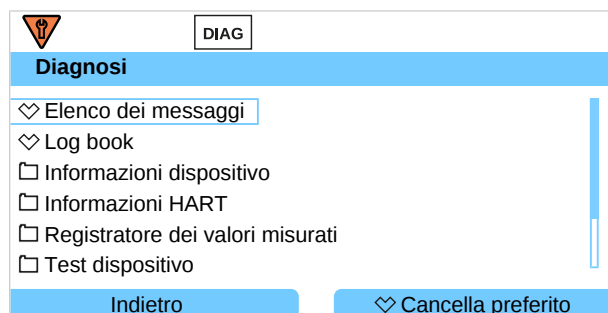 DIAG
Diagnosi
Elenco dei messaggi
Log book
Informazioni dispositivo
Informazioni HART
Registratore dei valori misurati
Test dispositivo
Indietro
Cancella preferito